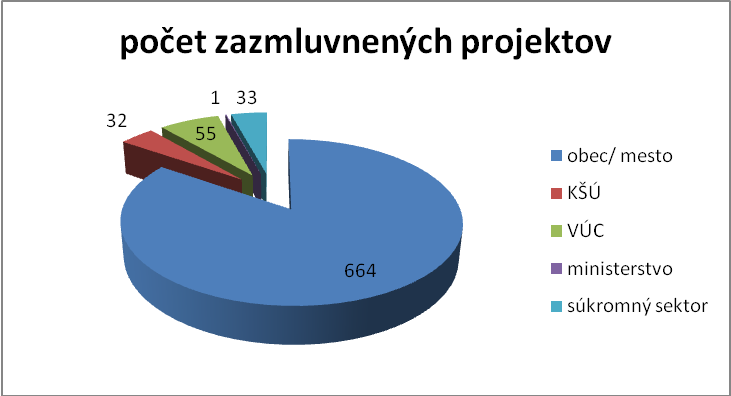 počet zazmluvnených projektov
1
33
32
55
664
obec/ mesto
KŠÚ
VÚC
ministerstvo
súkromný sektor